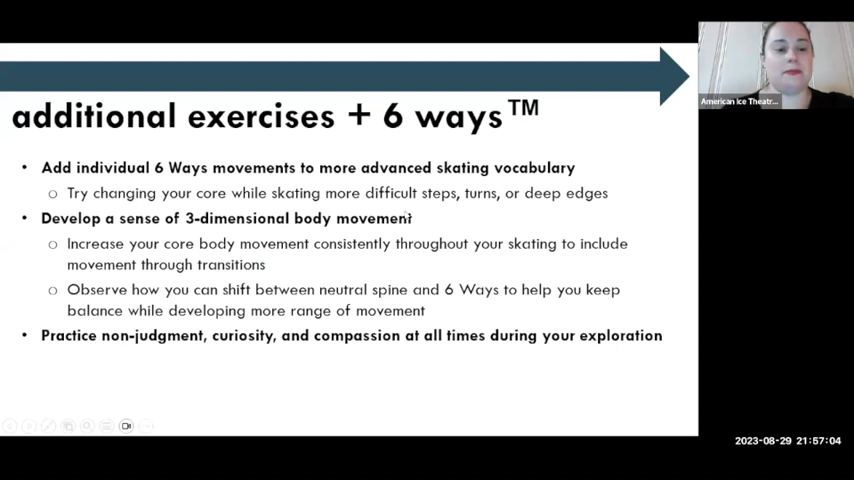 additional exercises + 6 ways™
• Add individual 6 Ways movements to more advanced skating vocabulary
o Try changing your core while skating more difficult steps, turns, or deep edges
• Develop a sense of 3-dimensional body movement
o Increase your core body movement consistently throughout your skating to include
movement through transitions
o Observe how you can shift between neutral spine and 6 Ways to help you keep
balance while developing more range of movement
• Practice non-judgment, curiosity, and compassion at all times during your exploration
American Ice Theatr...
2023-08-29 21:57:04